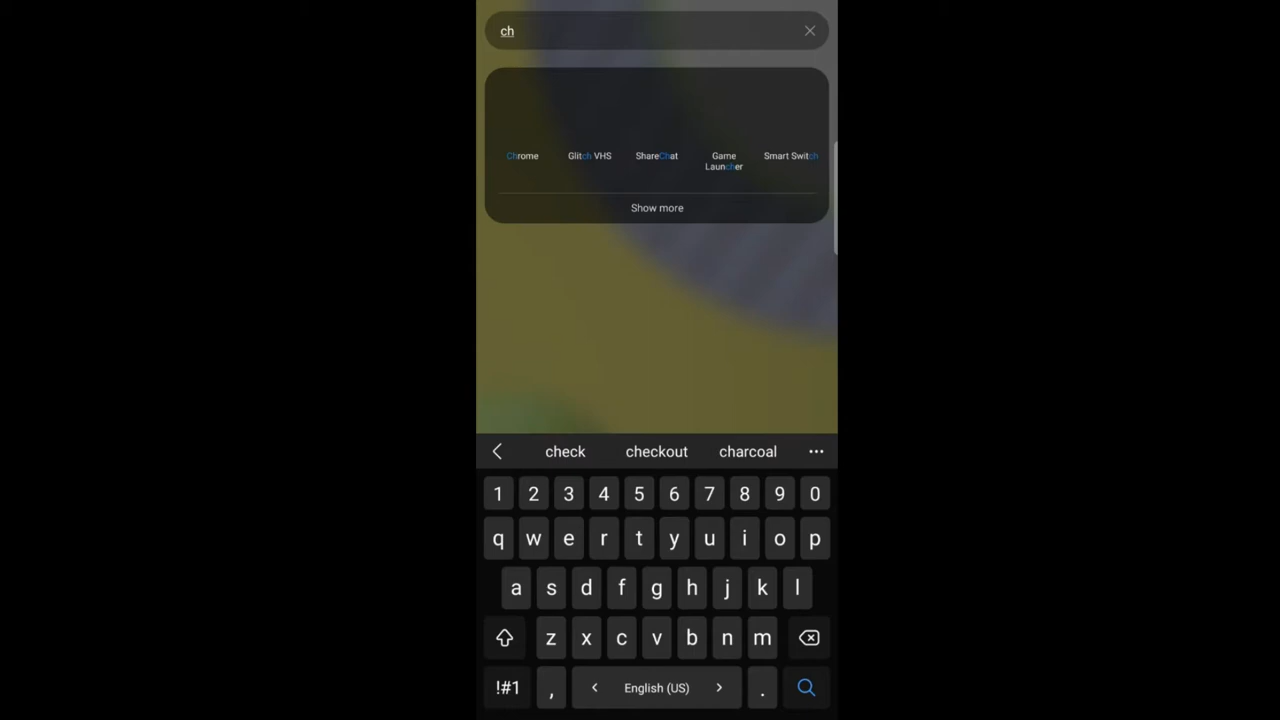 ch
Chrome
Glitch VHS
ShareChat
Game
Launcher
Smart Switch
Show more
check
checkout
charcoal
1 2 3 4 5 6 7 8 9 0
q w e r t y u i o p
a s d f g h j k l
z x c v b n m
!#1 , English (US) .